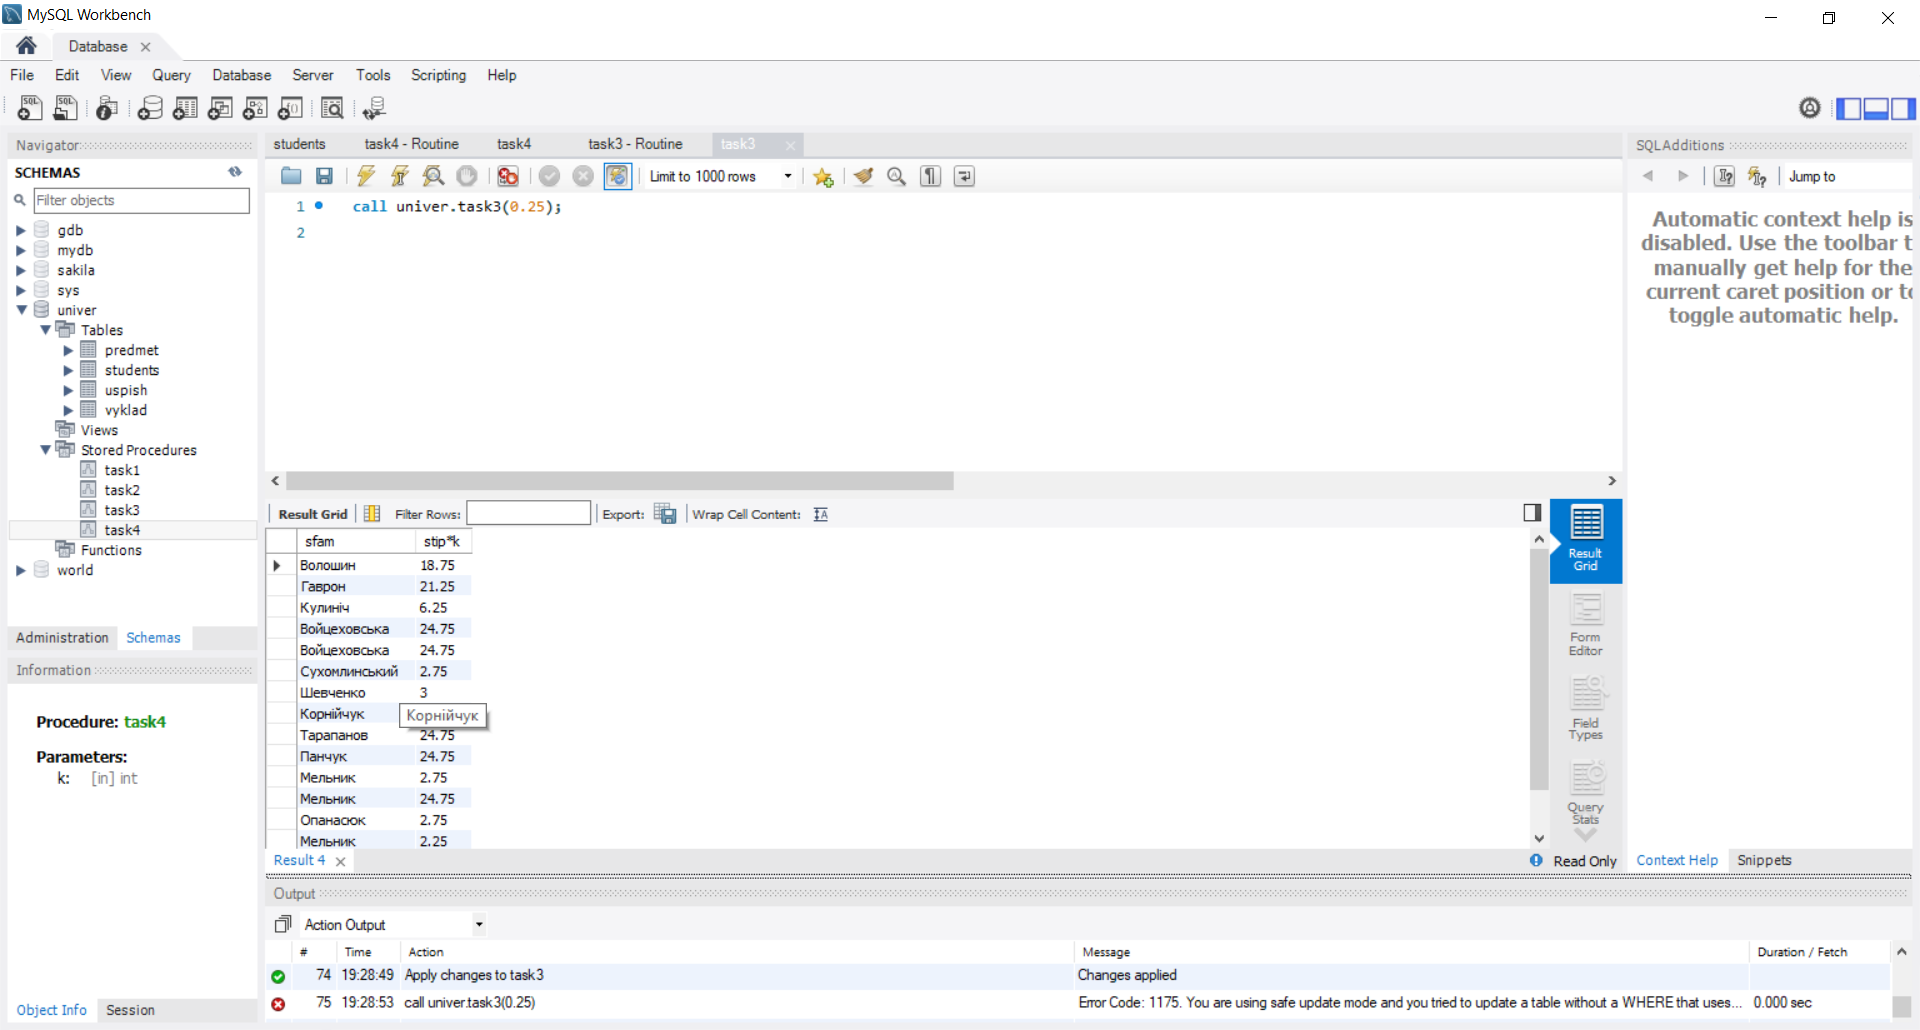 MySQL Workbench
Database
File Edit View Query Database Server Tools Scripting Help
Navigator
SCHEMAS
Filter objects
gdb
mydb
sakila
sys
univer
Tables
predmet
students
uspish
vyklad
Views
Stored Procedures
task1
task2
task3
task4
Functions
world
Administration Schemas
Information
Procedure: task4
Parameters:
k: [in] int
Object Info Session
students task4 - Routine task4 task3 - Routine task3
Limit to 1000 rows
1 call univer.task3(0.25);
2
Result Grid Filter Rows: Export: Wrap Cell Content:
sfam stip*k
Волошин 18.75
Гаврон 21.25
Кулиніч 6.25
Войцеховська 24.75
Войцеховська 24.75
Сухомлинський 2.75
Шевченко 3
Корнійчук Корнійчук
Тарапанов 24.75
Панчук 24.75
Мельник 2.75
Мельник 24.75
Опанасюк 2.75
Мельник 2.25
Result 4
Result Grid
Form Editor
Field Types
Query Stats
Read Only
SQLAdditions
Jump to
Automatic context help is
disabled. Use the toolbar t
manually get help for the
current caret position or to
toggle automatic help.
Context Help Snippets
Output
Action Output
# Time Action Message Duration / Fetch
74 19:28:49 Apply changes to task3 Changes applied
75 19:28:53 call univer.task3(0.25) Error Code: 1175. You are using safe update mode and you tried to update a table without a WHERE that uses... 0.000 sec